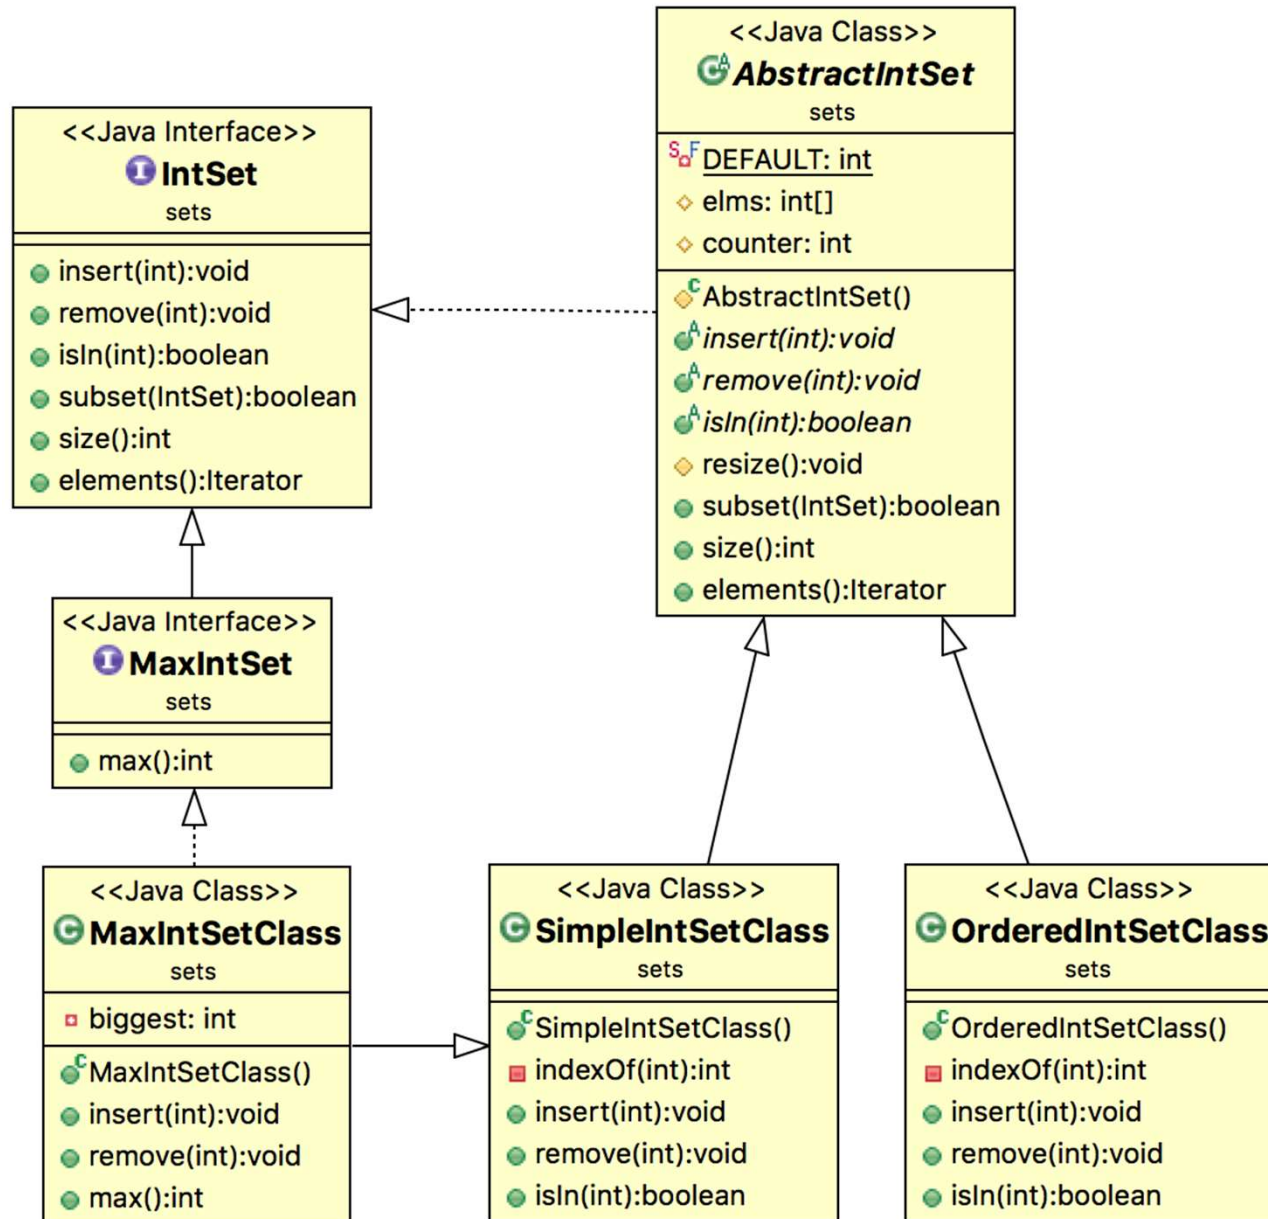 <<Java Class>>
AbstractIntSet
sets
DEFAULT: int
elms: int[]
counter: int
AbstractIntSet()
insert(int):void
remove(int):void
isIn(int):boolean
resize():void
subset(IntSet):boolean
size():int
elements():Iterator
<<Java Interface>>
IntSet
sets
insert(int):void
remove(int):void
isIn(int):boolean
subset(IntSet):boolean
size():int
elements():Iterator
<<Java Interface>>
MaxIntSet
sets
max():int
<<Java Class>>
MaxIntSetClass
sets
biggest: int
MaxIntSetClass()
insert(int):void
remove(int):void
max():int
<<Java Class>>
SimpleIntSetClass
sets
SimpleIntSetClass()
indexOf(int):int
insert(int):void
remove(int):void
isIn(int):boolean
<<Java Class>>
OrderedIntSetClass
sets
OrderedIntSetClass()
indexOf(int):int
insert(int):void
remove(int):void
isIn(int):boolean